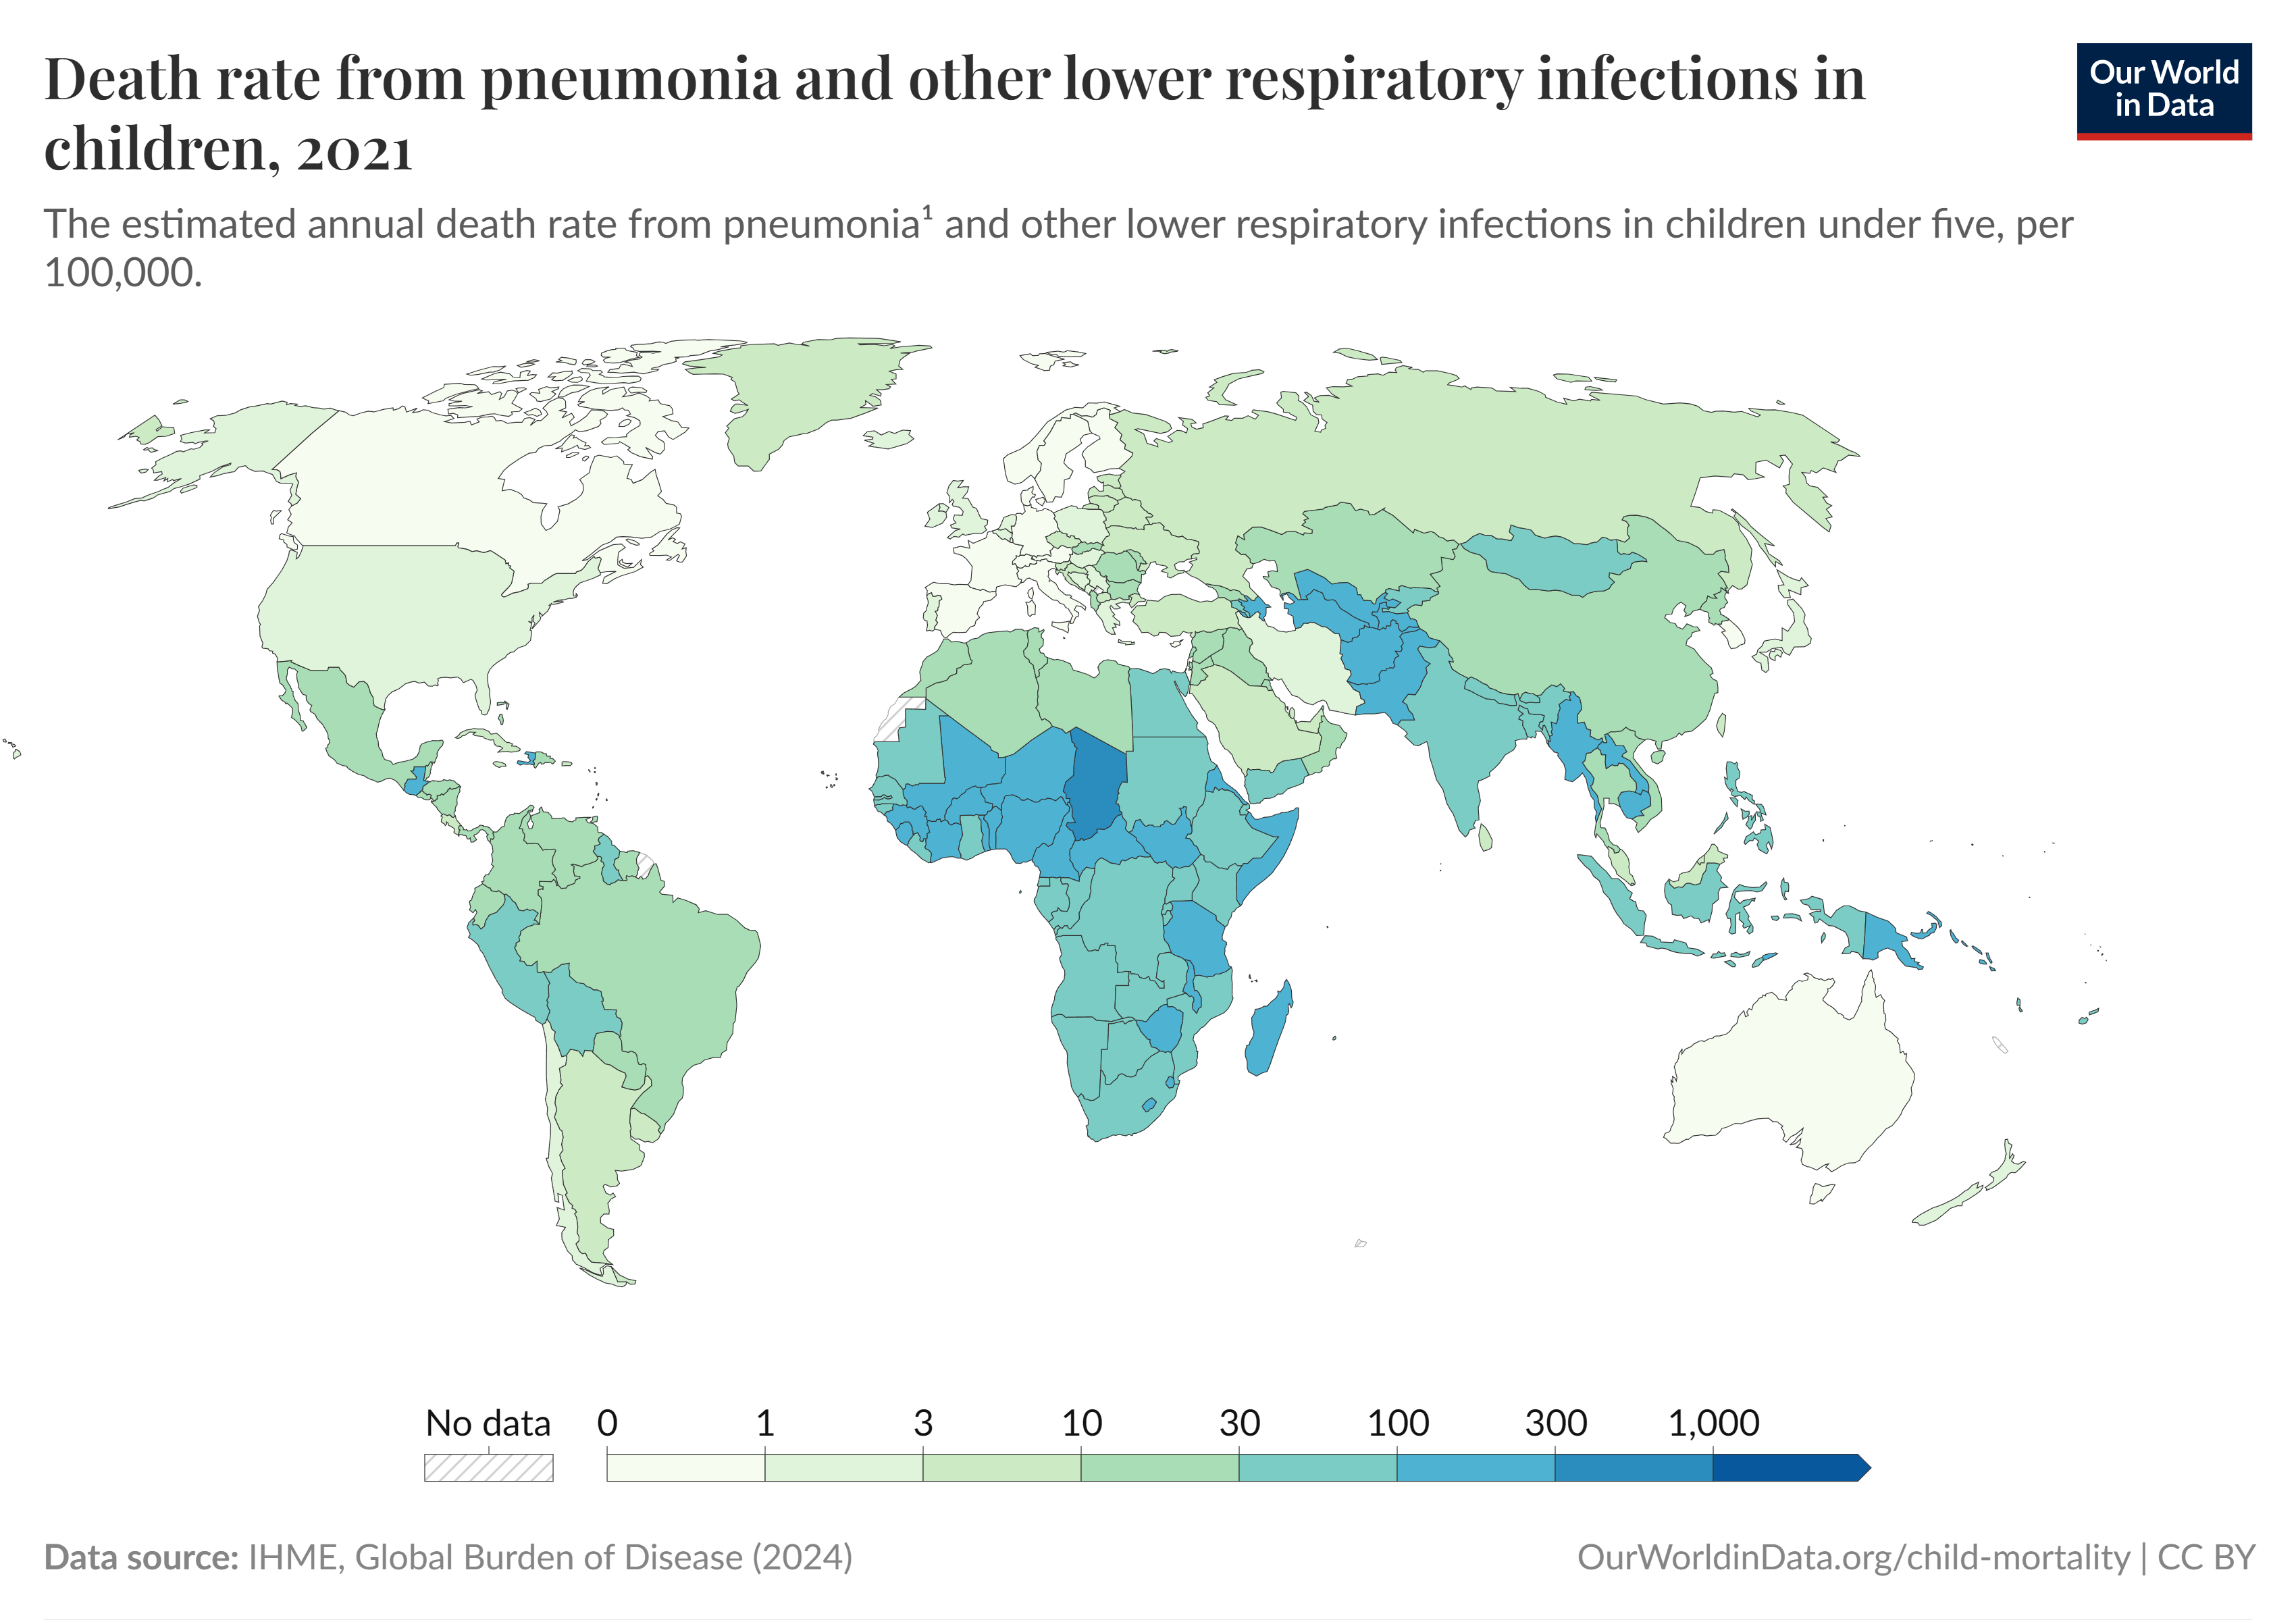 Death rate from pneumonia and other lower respiratory infections in
children, 2021
Our World
in Data
The estimated annual death rate from pneumonia¹ and other lower respiratory infections in children under five, per
100,000.
No data 0 1 3 10 30 100 300 1,000
Data source: IHME, Global Burden of Disease (2024)
OurWorldinData.org/child-mortality | CC BY